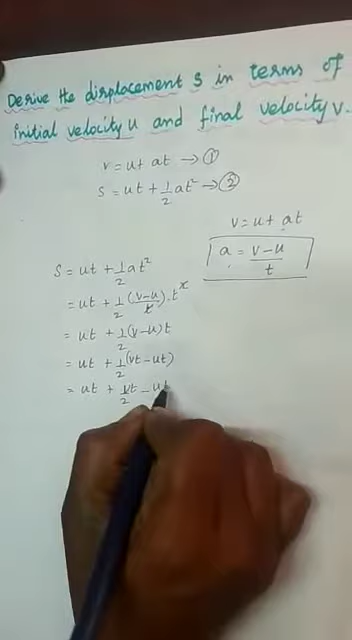 Derive the displacement S in terms of
initial velocity u and final velocity v.
v = u + at → ①
S = ut + 1/2 at² → ②
v = u + at
a = v-u/t
S = ut + 1/2 at²
= ut + 1/2 (v-u/t) . t²
= ut + 1/2 (v-u)t
= ut + 1/2 (vt-ut)
= ut + vt/2 - ut